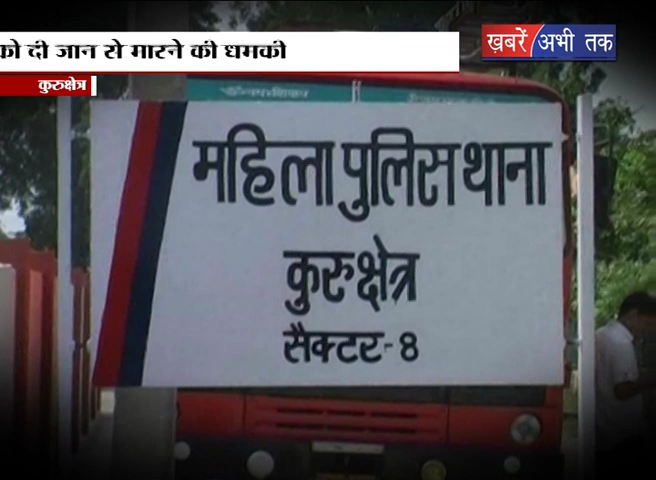 को दी जान से मारने की धमकी
ख़बरें अभी तक
कुरुक्षेत्र
महिला पुलिस थाना
कुरुक्षेत्र
सैक्टर-8